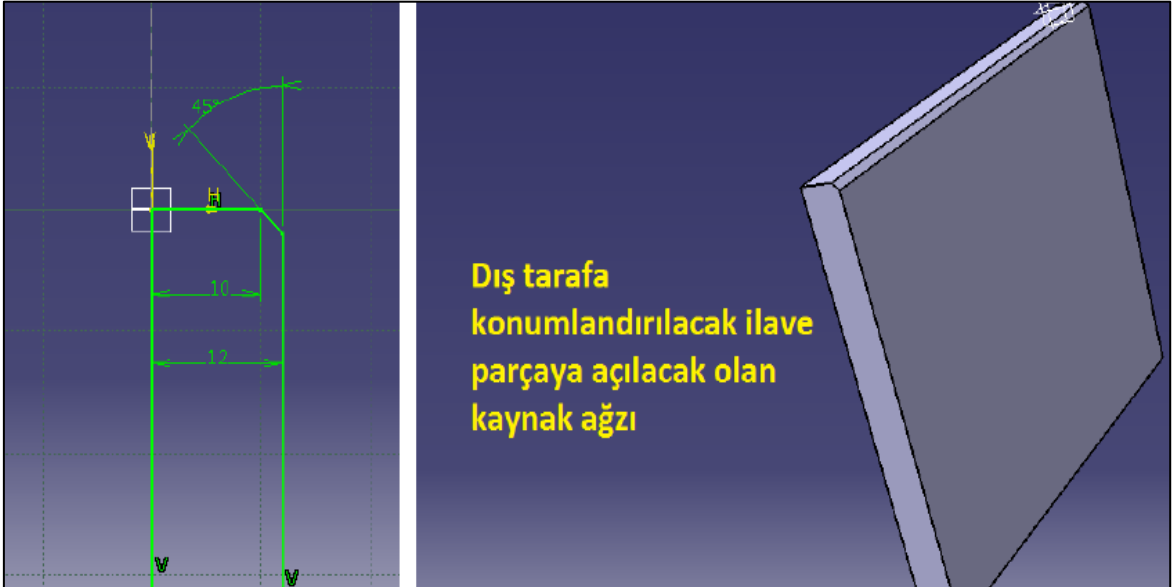 45°
V
H
10
12
V
V
Dış tarafa
konumlandırılacak ilave
parçaya açılacak olan
kaynak ağzı